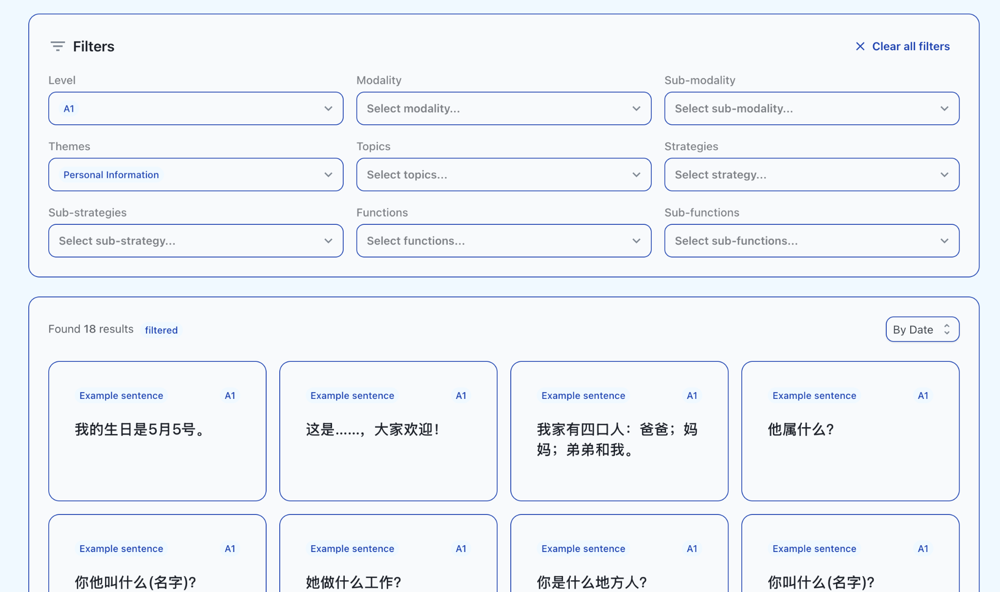 Filters
Clear all filters
Level
Modality
Sub-modality
A1
Select modality...
Select sub-modality...
Themes
Topics
Strategies
Personal Information
Select topics...
Select strategy...
Sub-strategies
Functions
Sub-functions
Select sub-strategy...
Select functions...
Select sub-functions...
Found 18 results
filtered
By Date
Example sentence
A1
我的生日是5月5号。
Example sentence
A1
这是……，大家欢迎！
Example sentence
A1
我家有四口人：爸爸；妈
妈；弟弟和我。
Example sentence
A1
他属什么?
Example sentence
A1
你他叫什么(名字)?
Example sentence
A1
她做什么工作?
Example sentence
A1
你是什么地方人?
Example sentence
A1
你叫什么(名字)?